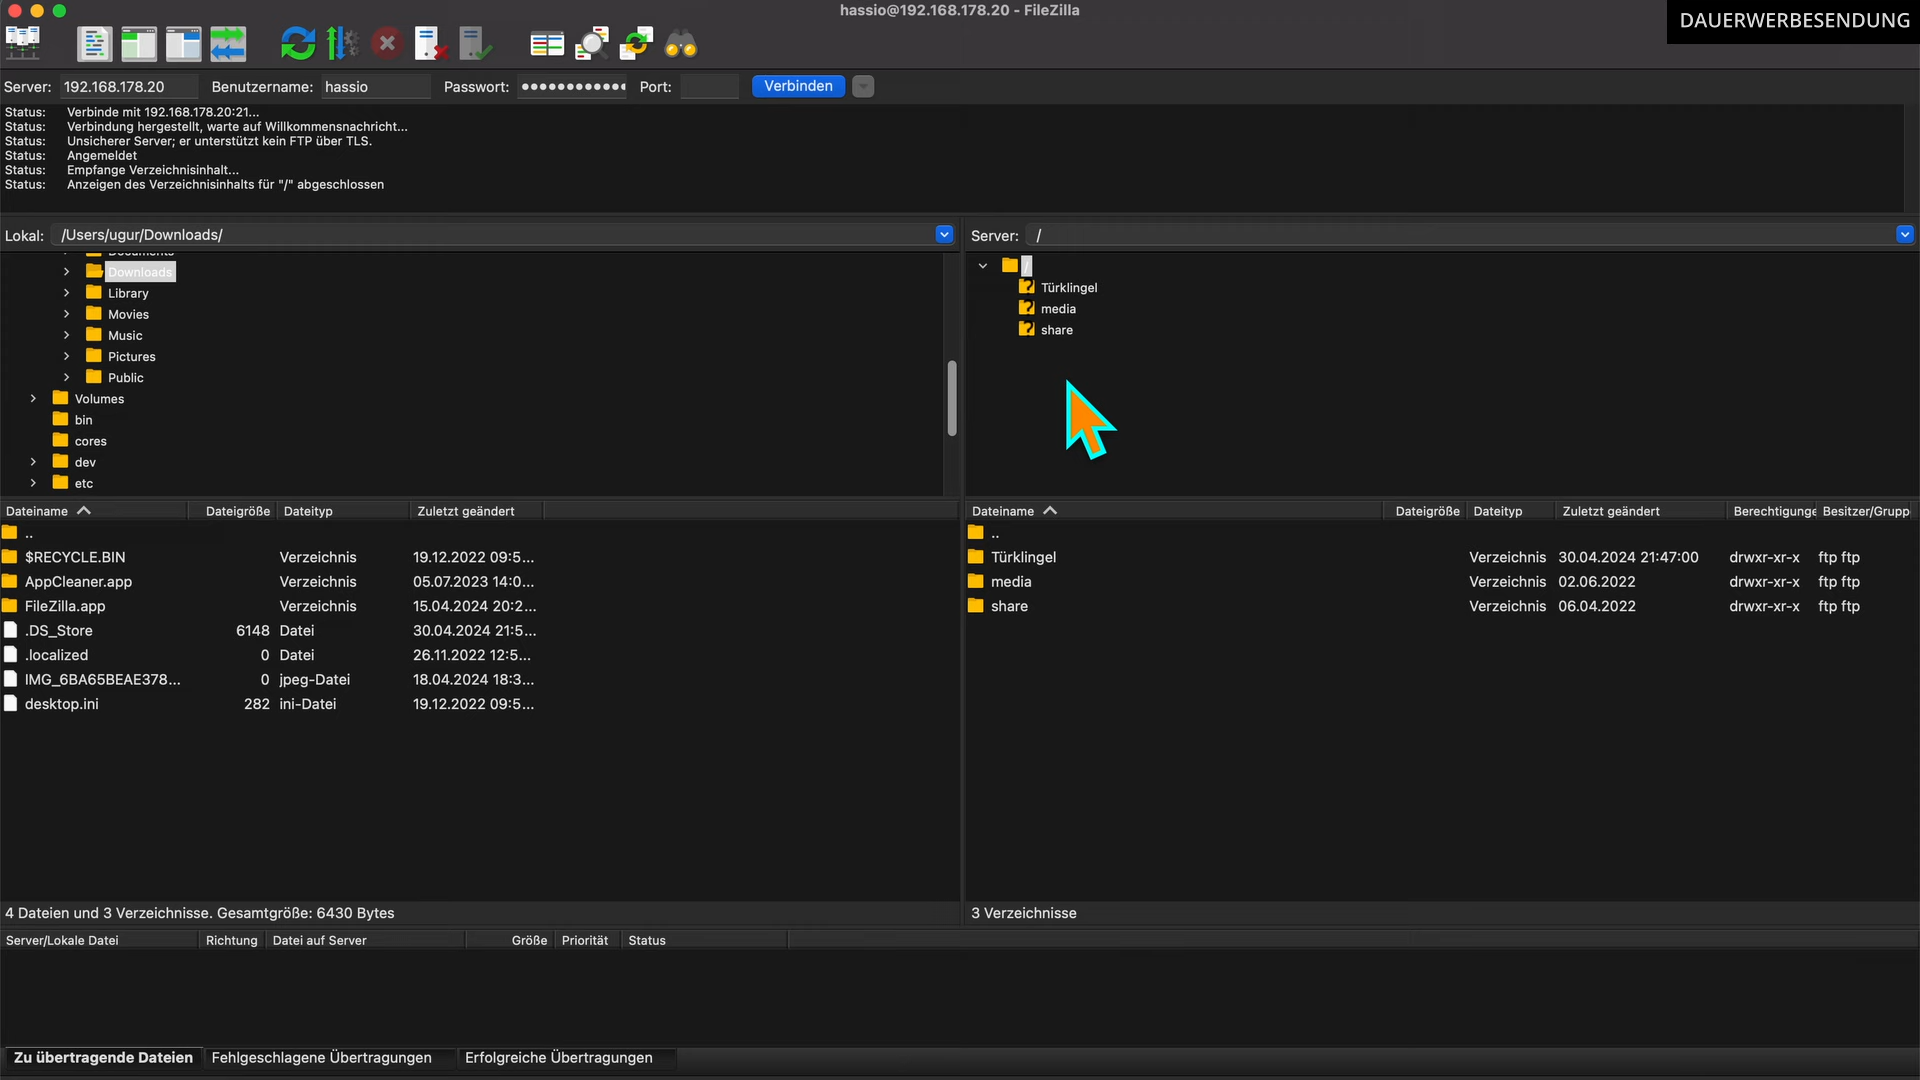 hassio@192.168.178.20 - FileZilla
DAUERWERBESENDUNG
Server: 192.168.178.20 Benutzername: hassio Passwort: •••••••••••• Port: Verbinden
Status: Verbinde mit 192.168.178.20:21...
Status: Verbindung hergestellt, warte auf Willkommensnachricht...
Status: Unsicherer Server; er unterstützt kein FTP über TLS.
Status: Angemeldet
Status: Empfange Verzeichnisinhalt...
Status: Anzeigen des Verzeichnisinhalts für "/" abgeschlossen
Lokal: /Users/ugur/Downloads/
Documents
Downloads
Library
Movies
Music
Pictures
Public
Volumes
bin
cores
dev
etc
Server: /
/
Türklingel
media
share
Dateiname Dateigröße Dateityp Zuletzt geändert
..
$RECYCLE.BIN Verzeichnis 19.12.2022 09:5...
AppCleaner.app Verzeichnis 05.07.2023 14:0...
FileZilla.app Verzeichnis 15.04.2024 20:2...
.DS_Store 6148 Datei 30.04.2024 21:5...
.localized 0 Datei 26.11.2022 12:5...
IMG_6BA65BEAE378... 0 jpeg-Datei 18.04.2024 18:3...
desktop.ini 282 ini-Datei 19.12.2022 09:5...
4 Dateien und 3 Verzeichnisse. Gesamtgröße: 6430 Bytes
Dateiname Dateigröße Dateityp Zuletzt geändert Berechtigunge Besitzer/Grupp
..
Türklingel Verzeichnis 30.04.2024 21:47:00 drwxr-xr-x ftp ftp
media Verzeichnis 02.06.2022 drwxr-xr-x ftp ftp
share Verzeichnis 06.04.2022 drwxr-xr-x ftp ftp
3 Verzeichnisse
Server/Lokale Datei Richtung Datei auf Server Größe Priorität Status
Zu übertragende Dateien Fehlgeschlagene Übertragungen Erfolgreiche Übertragungen